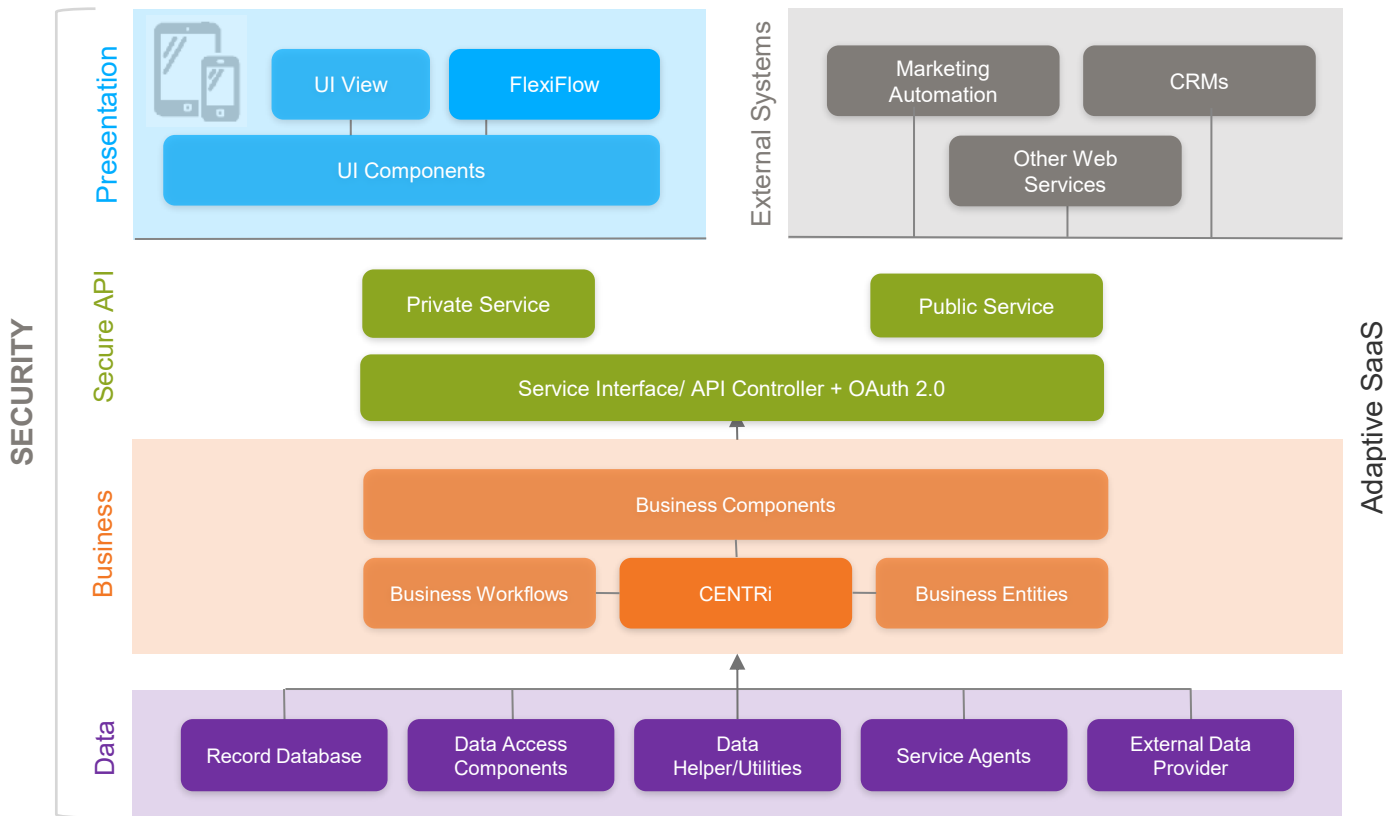 SECURITY
Presentation
UI View
FlexiFlow
UI Components
External Systems
Marketing
Automation
CRMs
Other Web
Services
Secure API
Private Service
Public Service
Service Interface/ API Controller + OAuth 2.0
Adaptive SaaS
Business
Business Components
Business Workflows
CENTRi
Business Entities
Data
Record Database
Data Access
Components
Data
Helper/Utilities
Service Agents
External Data
Provider